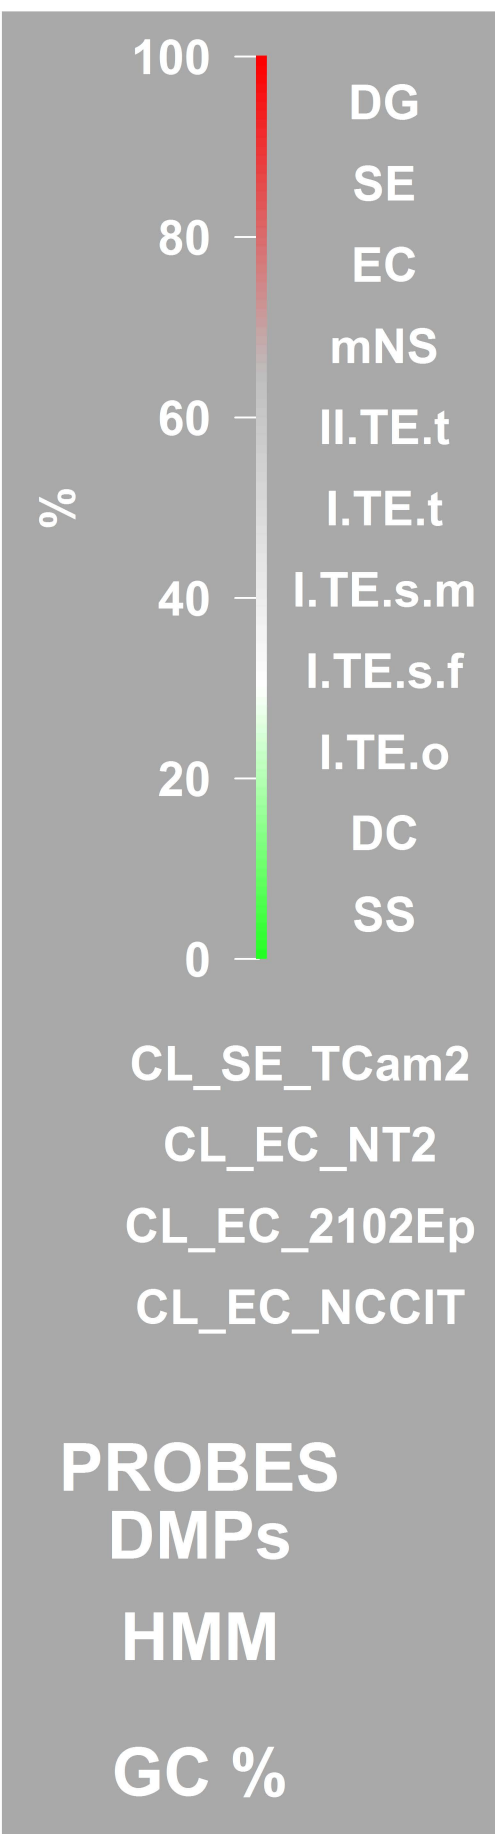 100
80
60
40
20
0
%
DG
SE
EC
mNS
II.TE.t
I.TE.t
I.TE.s.m
I.TE.s.f
I.TE.o
DC
SS
CL_SE_TCam2
CL_EC_NT2
CL_EC_2102Ep
CL_EC_NCCIT
PROBES
DMPs
HMM
GC %